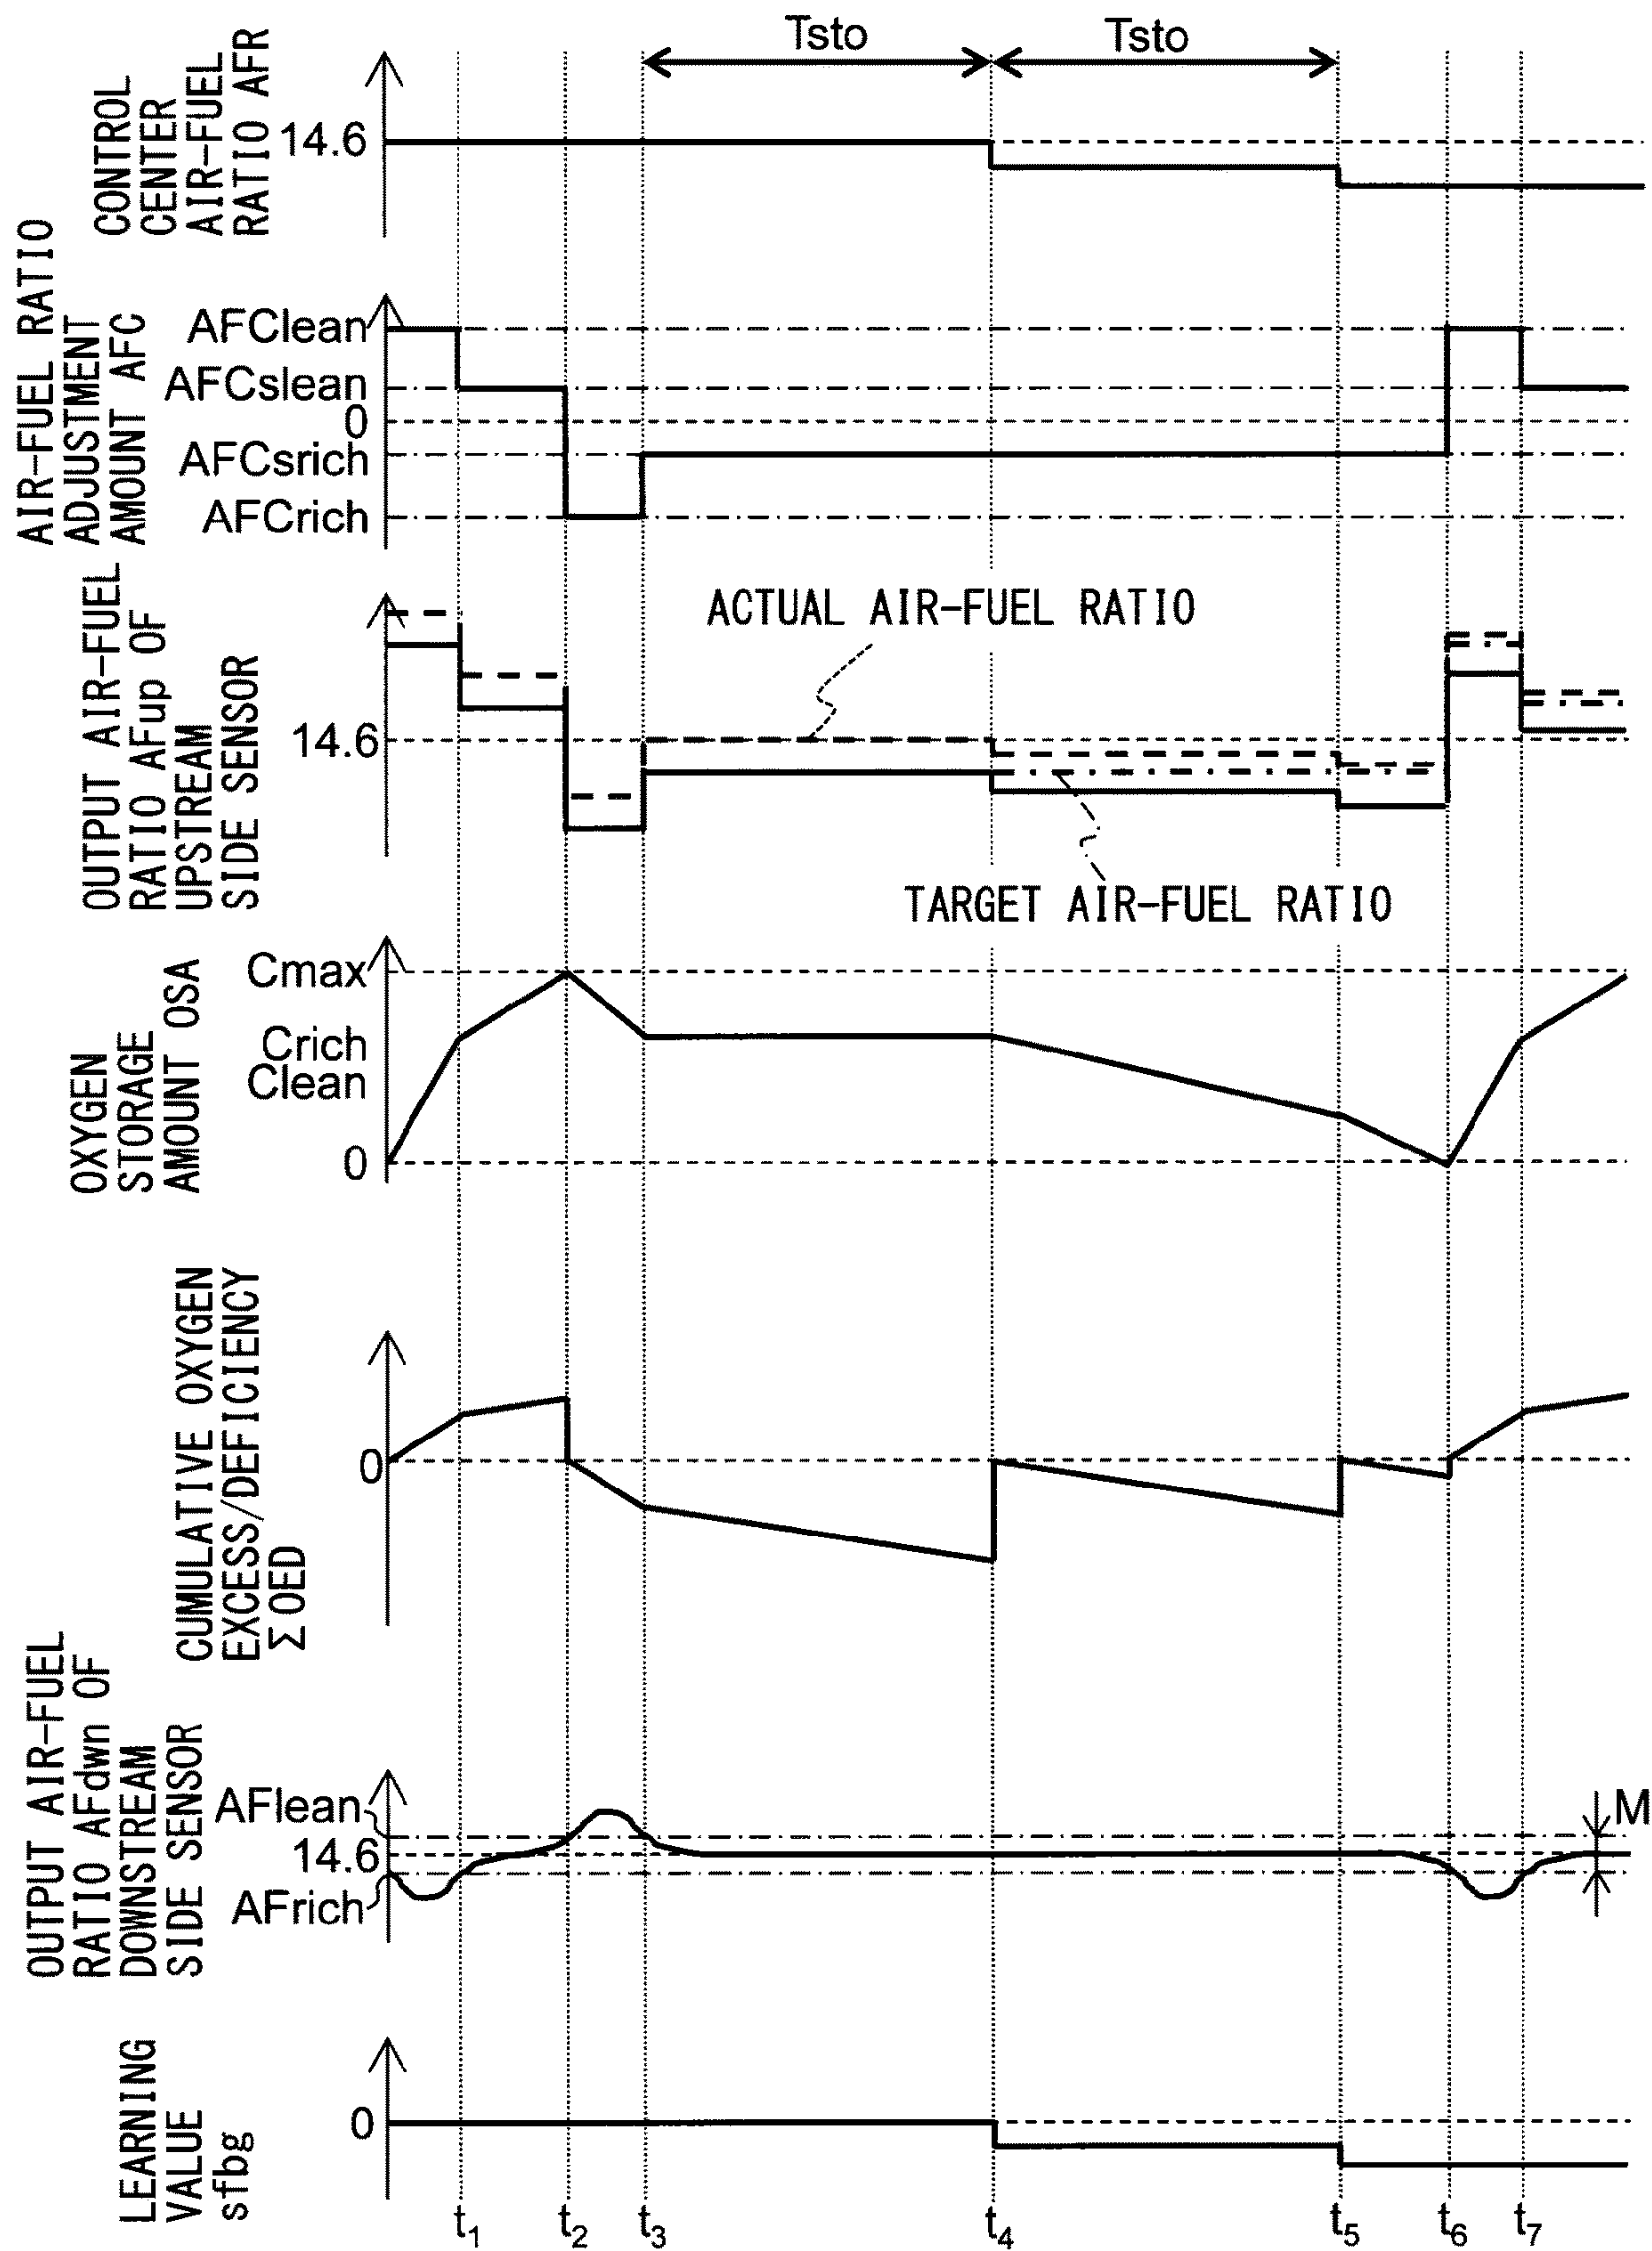 Tsto
Tsto
CONTROL
CENTER
AIR-FUEL
RATIO AFR
14.6
AIR-FUEL RATIO
ADJUSTMENT
AMOUNT AFC
AFClean
AFCslean
0
AFCsrich
AFCrich
OUTPUT AIR-FUEL
RATIO AFup OF
UPSTREAM
SIDE SENSOR
14.6
ACTUAL AIR-FUEL RATIO
TARGET AIR-FUEL RATIO
OXYGEN
STORAGE
AMOUNT OSA
Cmax
Crich
Clean
0
CUMULATIVE OXYGEN
EXCESS/DEFICIENCY
ΣOED
0
OUTPUT AIR-FUEL
RATIO AFdwn OF
DOWNSTREAM
SIDE SENSOR
AFlean
14.6
AFrich
M
LEARNING
VALUE
sfbg
0
t1 t2 t3 t4 t5 t6 t7